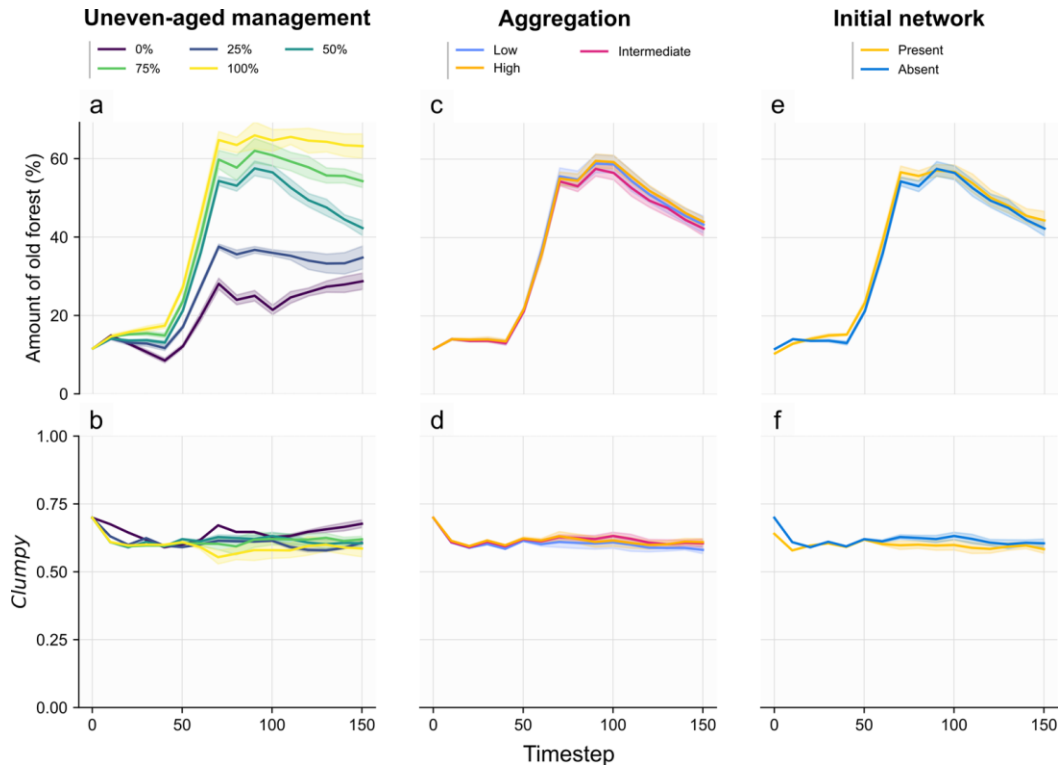 Uneven-aged management
0% 25% 50%
75% 100%
Aggregation
Low Intermediate
High
Initial network
Present
Absent
a
c
e
Amount of old forest (%)
60
40
20
0
b
d
f
Clumpy
1.00
0.75
0.50
0.25
0.00
0 50 100 150
0 50 100 150
0 50 100 150
Timestep